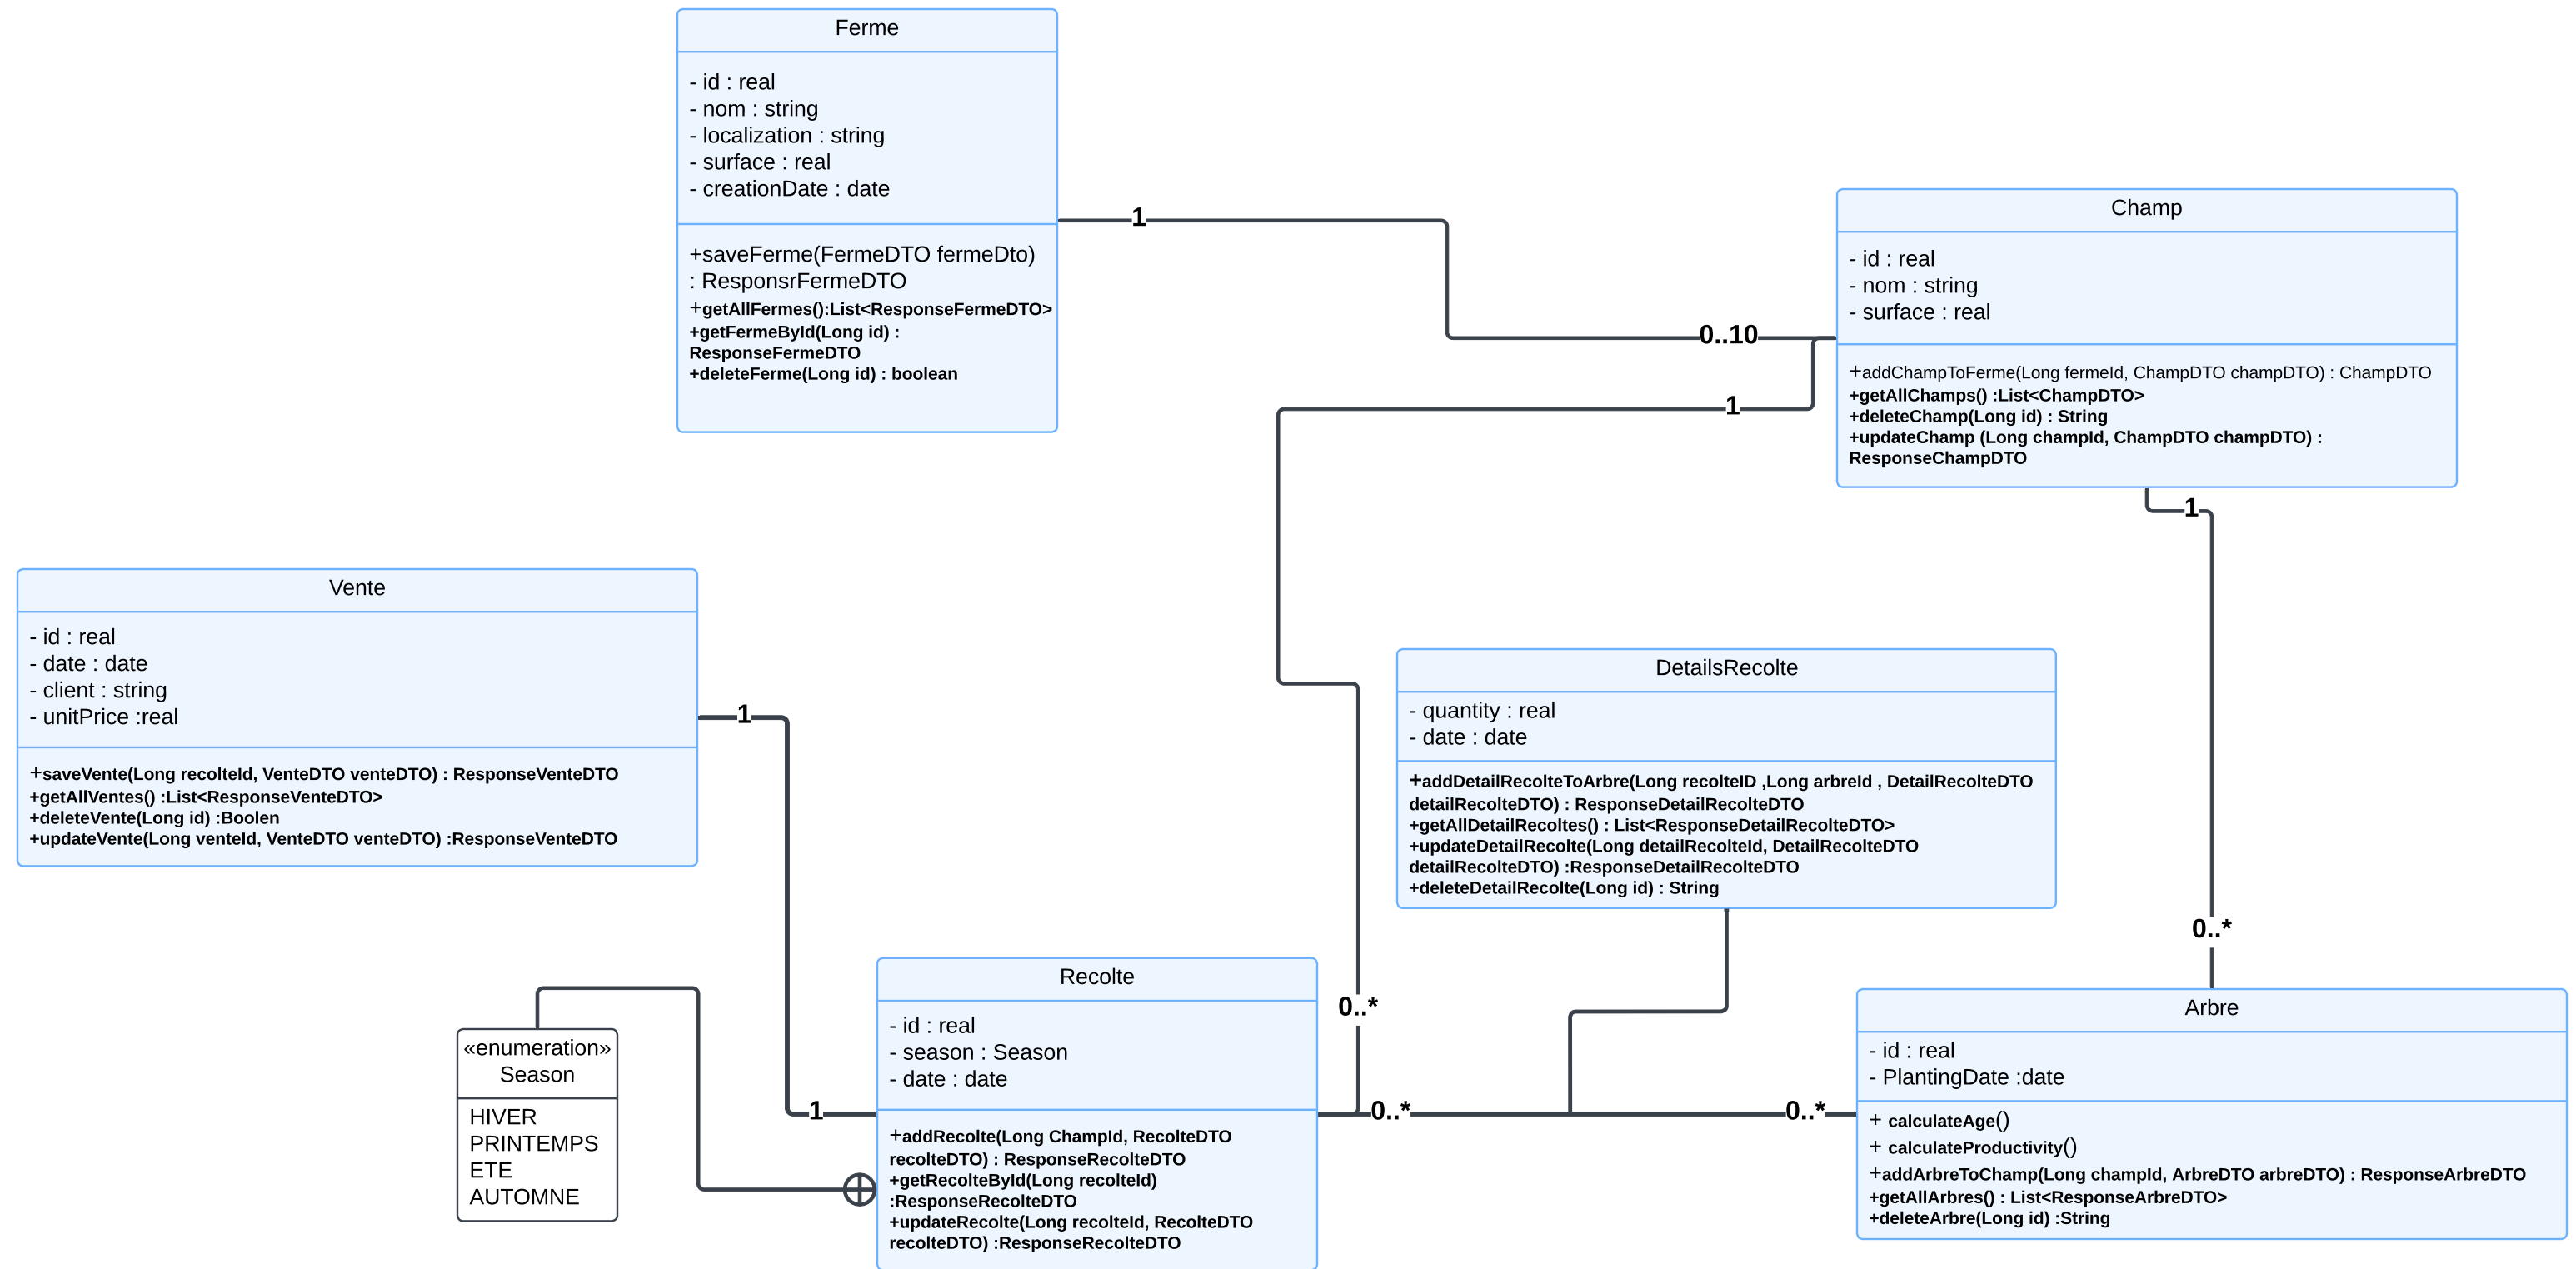 Ferme
- id : real
- nom : string
- localization : string
- surface : real
- creationDate : date
+saveFerme(FermeDTO fermeDto)
: ResponsrFermeDTO
+getAllFermes():List<ResponseFermeDTO>
+getFermeById(Long id) :
ResponseFermeDTO
+deleteFerme(Long id) : boolean
1
0..10
Champ
- id : real
- nom : string
- surface : real
+addChampToFerme(Long fermeId, ChampDTO champDTO) : ChampDTO
+getAllChamps() :List<ChampDTO>
+deleteChamp(Long id) : String
+updateChamp (Long champId, ChampDTO champDTO) :
ResponseChampDTO
1
1
0..*
0..*
Vente
- id : real
- date : date
- client : string
- unitPrice :real
+saveVente(Long recolteId, VenteDTO venteDTO) : ResponseVenteDTO
+getAllVentes() :List<ResponseVenteDTO>
+deleteVente(Long id) :Boolen
+updateVente(Long venteId, VenteDTO venteDTO) :ResponseVenteDTO
1
1
DetailsRecolte
- quantity : real
- date : date
+addDetailRecolteToArbre(Long recolteID ,Long arbreId , DetailRecolteDTO
detailRecolteDTO) : ResponseDetailRecolteDTO
+getAllDetailRecoltes() : List<ResponseDetailRecolteDTO>
+updateDetailRecolte(Long detailRecolteId, DetailRecolteDTO
detailRecolteDTO) :ResponseDetailRecolteDTO
+deleteDetailRecolte(Long id) : String
«enumeration»
Season
HIVER
PRINTEMPS
ETE
AUTOMNE
Recolte
- id : real
- season : Season
- date : date
+addRecolte(Long ChampId, RecolteDTO
recolteDTO) : ResponseRecolteDTO
+getRecolteById(Long recolteId)
:ResponseRecolteDTO
+updateRecolte(Long recolteId, RecolteDTO
recolteDTO) :ResponseRecolteDTO
0..*
0..*
Arbre
- id : real
- PlantingDate :date
+ calculateAge()
+ calculateProductivity()
+addArbreToChamp(Long champId, ArbreDTO arbreDTO) : ResponseArbreDTO
+getAllArbres() : List<ResponseArbreDTO>
+deleteArbre(Long id) :String